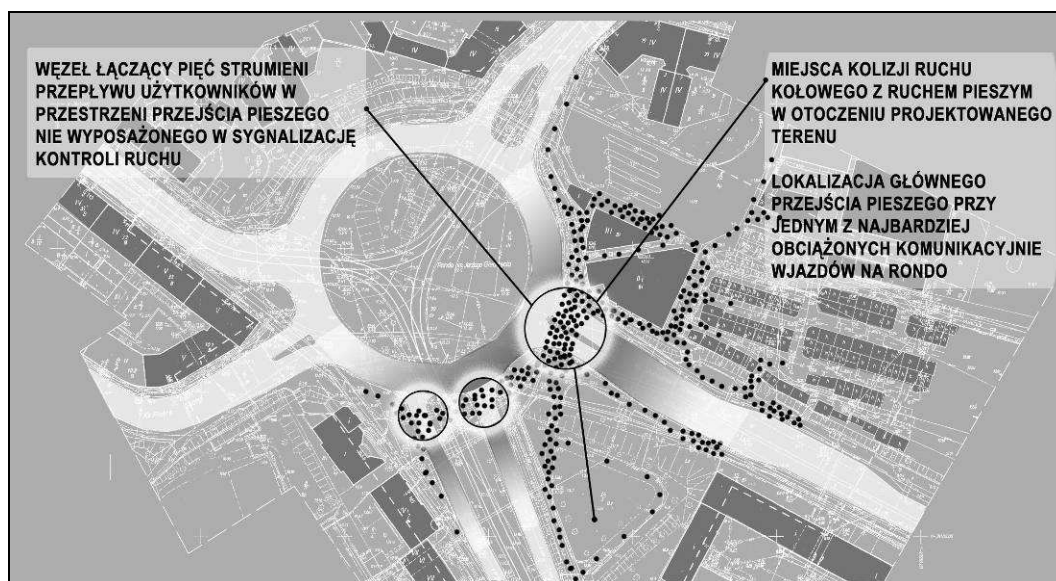 WĘZEŁ ŁĄCZĄCY PIĘĆ STRUMIENI
PRZEPŁYWU UŻYTKOWNIKÓW W
PRZESTRZENI PRZEJŚCIA PIESZEGO
NIE WYPOSAŻONEGO W SYGNALIZACJĘ
KONTROLI RUCHU
MIEJSCA KOLIZJI RUCHU
KOŁOWEGO Z RUCHEM PIESZYM
W OTOCZENIU PROJEKTOWANEGO
TERENU
LOKALIZACJA GŁÓWNEGO
PRZEJŚCIA PIESZEGO PRZY
JEDNYM Z NAJBARDZIEJ
OBCIĄŻONYCH KOMUNIKACYJNIE
WJAZDÓW NA RONDO